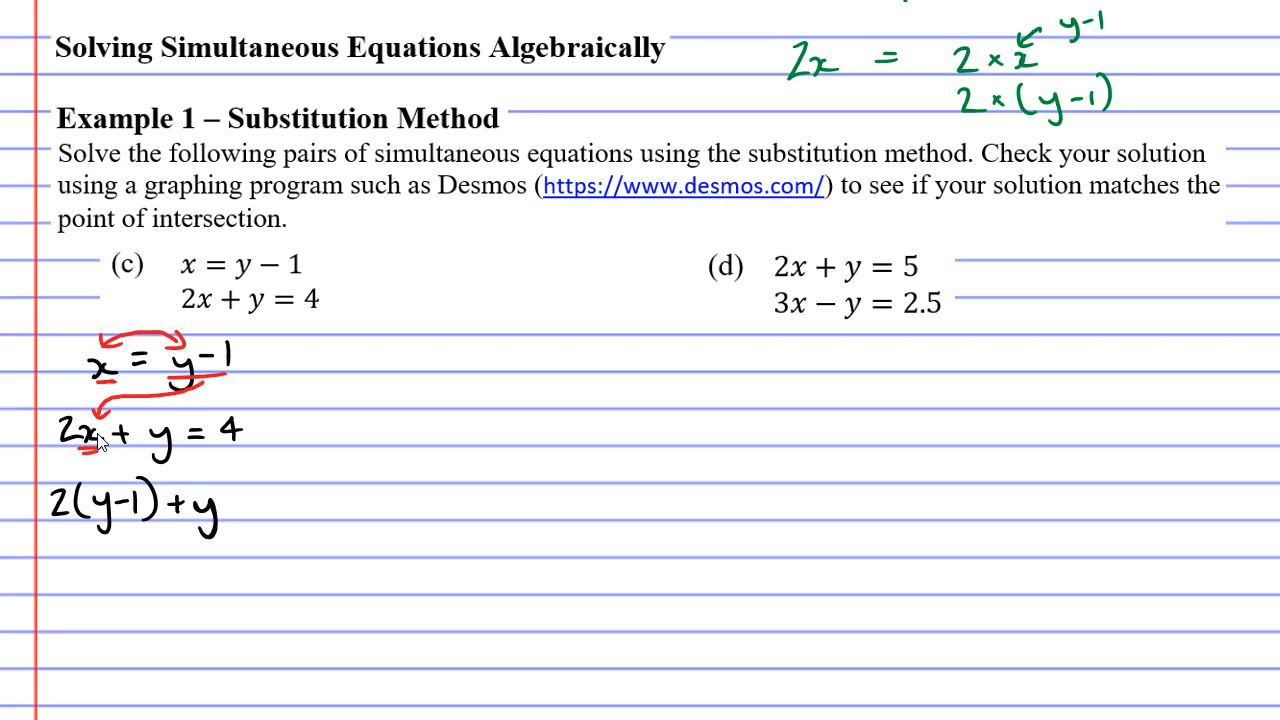 Solving Simultaneous Equations Algebraically
y-1
2x = 2 × x
2 × (y-1)
Example 1 – Substitution Method
Solve the following pairs of simultaneous equations using the substitution method. Check your solution
using a graphing program such as Desmos (https://www.desmos.com/) to see if your solution matches the
point of intersection.
(c) x = y − 1
2x + y = 4
(d) 2x + y = 5
3x − y = 2.5
x = y-1
2x + y = 4
2(y-1) + y